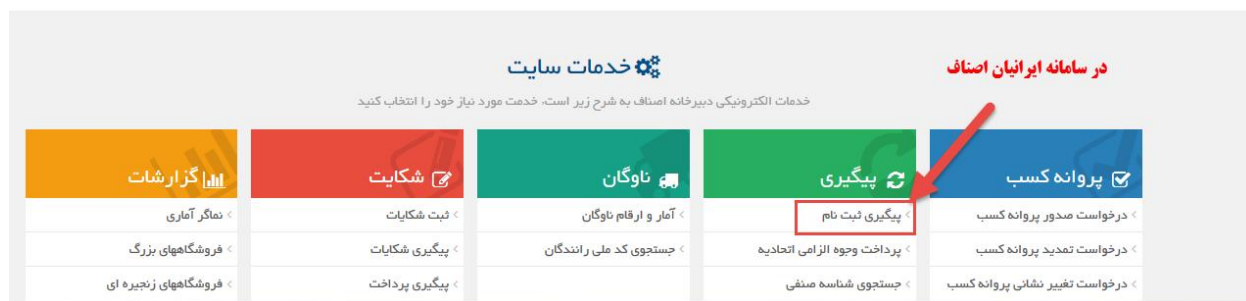 در سامانه ایرانیان اصناف
خدمات سایت
خدمات الکترونیکی دبیرخانه اصناف به شرح زیر است، خدمت مورد نیاز خود را انتخاب کنید
پروانه کسب
درخواست صدور پروانه کسب
درخواست تمدید پروانه کسب
درخواست تغییر نشانی پروانه کسب
پیگیری
پیگیری ثبت نام
پرداخت وجوه الزامی اتحادیه
جستجوی شناسه صنفی
ناوگان
آمار و ارقام ناوگان
جستجوی کد ملی رانندگان
شکایت
ثبت شکایات
پیگیری شکایات
پیگیری پرداخت
گزارشات
نماگر آماری
فروشگاههای بزرگ
فروشگاههای زنجیره ای